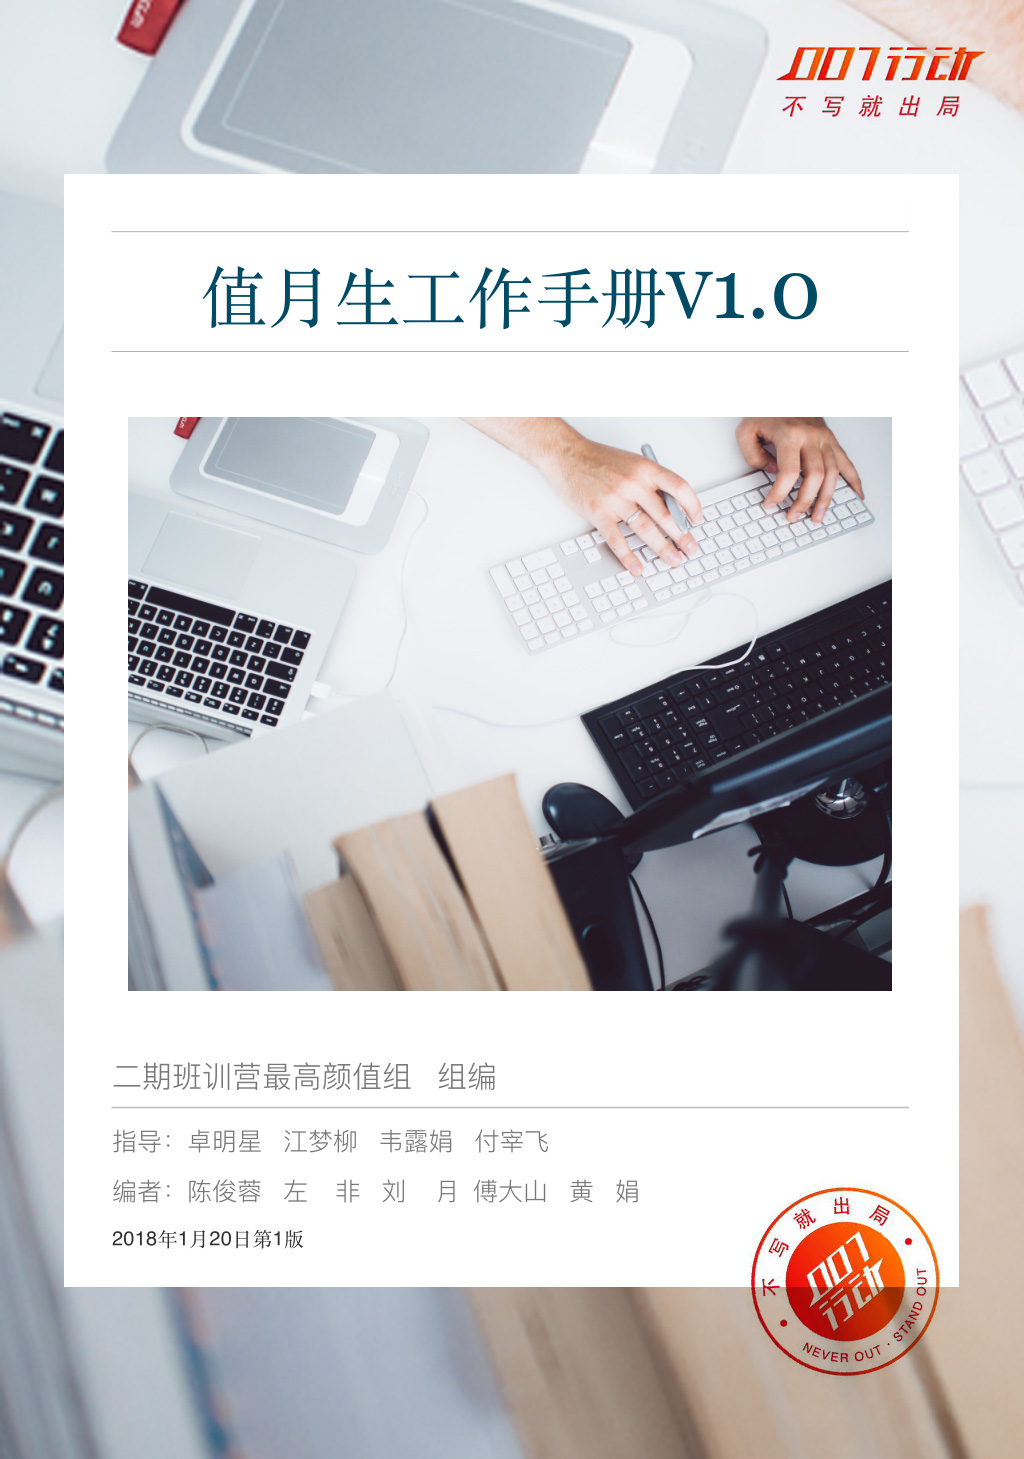 007行动
不写就出局
值月生工作手册V1.0
二期班训营最高颜值组 组编
指导：卓明星 江梦柳 韦露娟 付宰飞
编者：陈俊蓉 左 非 刘 月 傅大山 黄 娟
2018年1月20日第1版
不写就出局
007
行动
NEVER OUT · STAND OUT